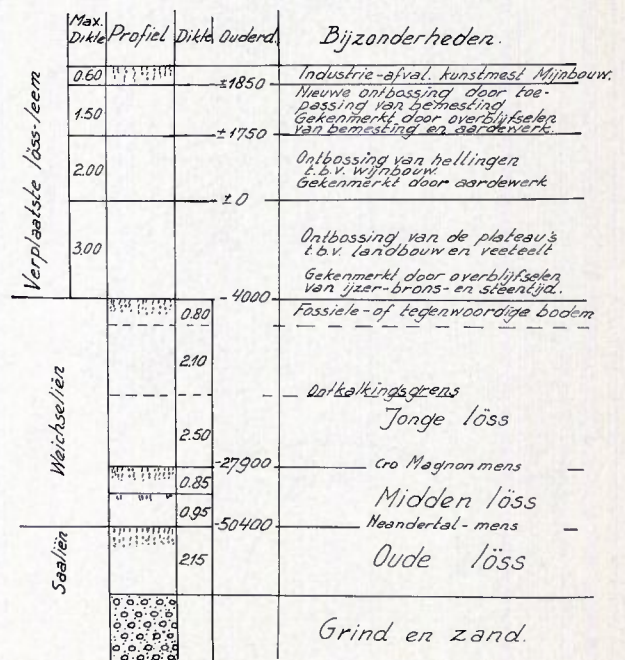 Max. Dikte
Profiel
Dikte
Ouderd.
Bijzonderheden.
Verplaatste löss-leem
0.60
Industrie-afval. kunstmest Mijnbouw.
±1850
1.50
Nieuwe ontbossing door toe-
passing van bemesting
Gekenmerkt door overblijfselen
van bemesting en aardewerk.
±1750
2.00
Ontbossing van hellingen
t.b.v. wijnbouw.
Gekenmerkt door aardewerk
±0
3.00
Ontbossing van de plateau's
t.b.v. landbouw en veeteelt
Gekenmerkt door overblijfselen
van ijzer-brons- en steentijd.
-4000
Weichseliën
0.80
Fossiele- of tegenwoordige bodem
2.10
Ontkalkingsgrens
2.50
Jonge löss
-27900
Cro Magnon mens
0.85
Midden löss
0.95
-50400
Neandertal-mens
Saaliën
2.15
Oude löss
Grind en zand.